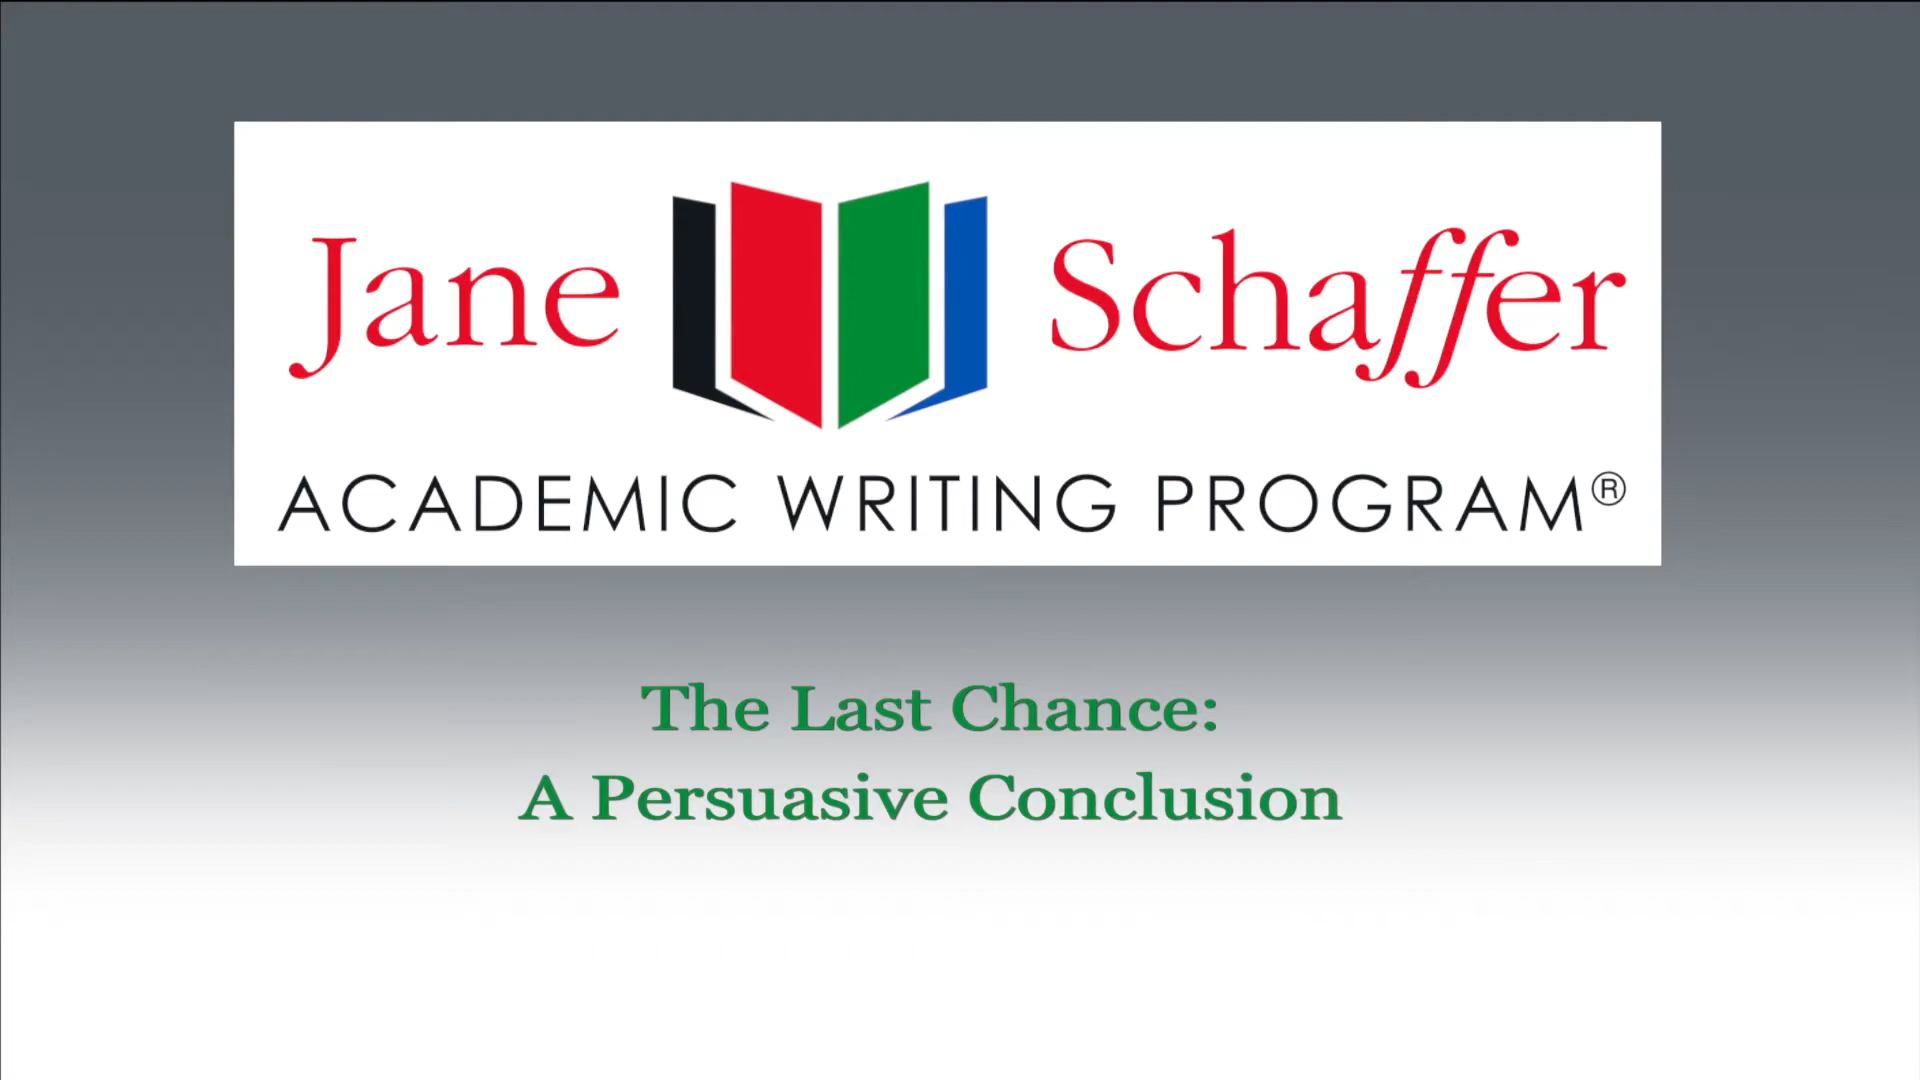 Jane Schaffer
ACADEMIC WRITING PROGRAM®
The Last Chance:
A Persuasive Conclusion